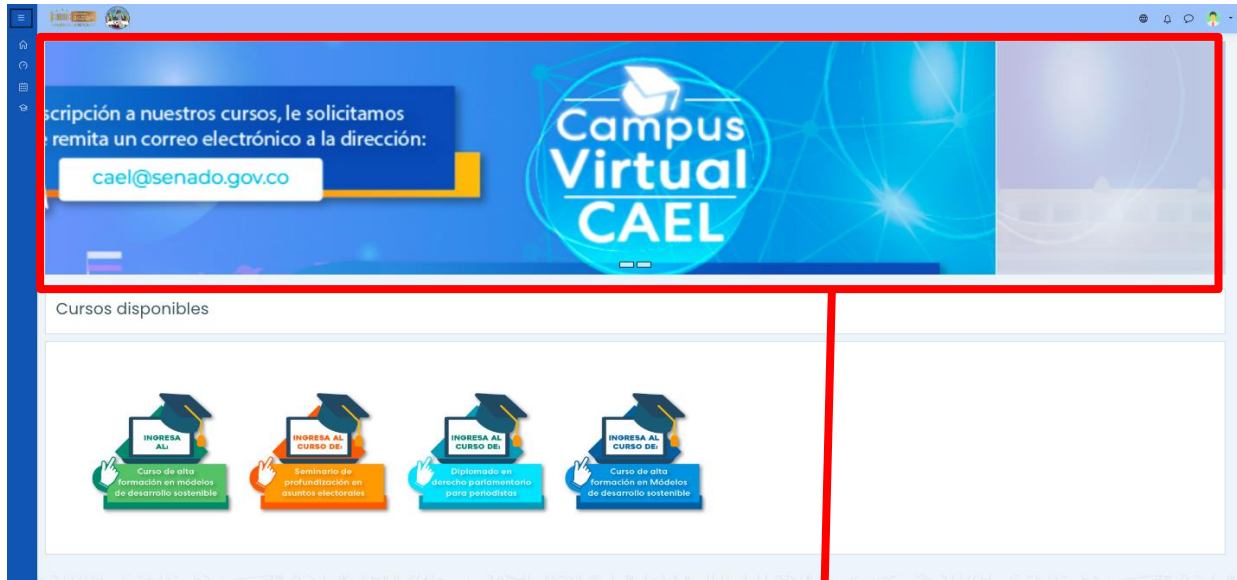 scripción a nuestros cursos, le solicitamos
remita un correo electrónico a la dirección:
cael@senado.gov.co
Campus
Virtual
CAEL
Cursos disponibles
INGRESA
AL:
Curso de alta
formación en módelos
de desarrollo sostenible
INGRESA AL
CURSO DE:
Seminario de
profundización en
asuntos electorales
INGRESA AL
CURSO DE:
Diplomado en
derecho parlamentario
para periodistas
INGRESA AL
CURSO DE:
Curso de alta
formación en Módelos
de desarrollo sostenible